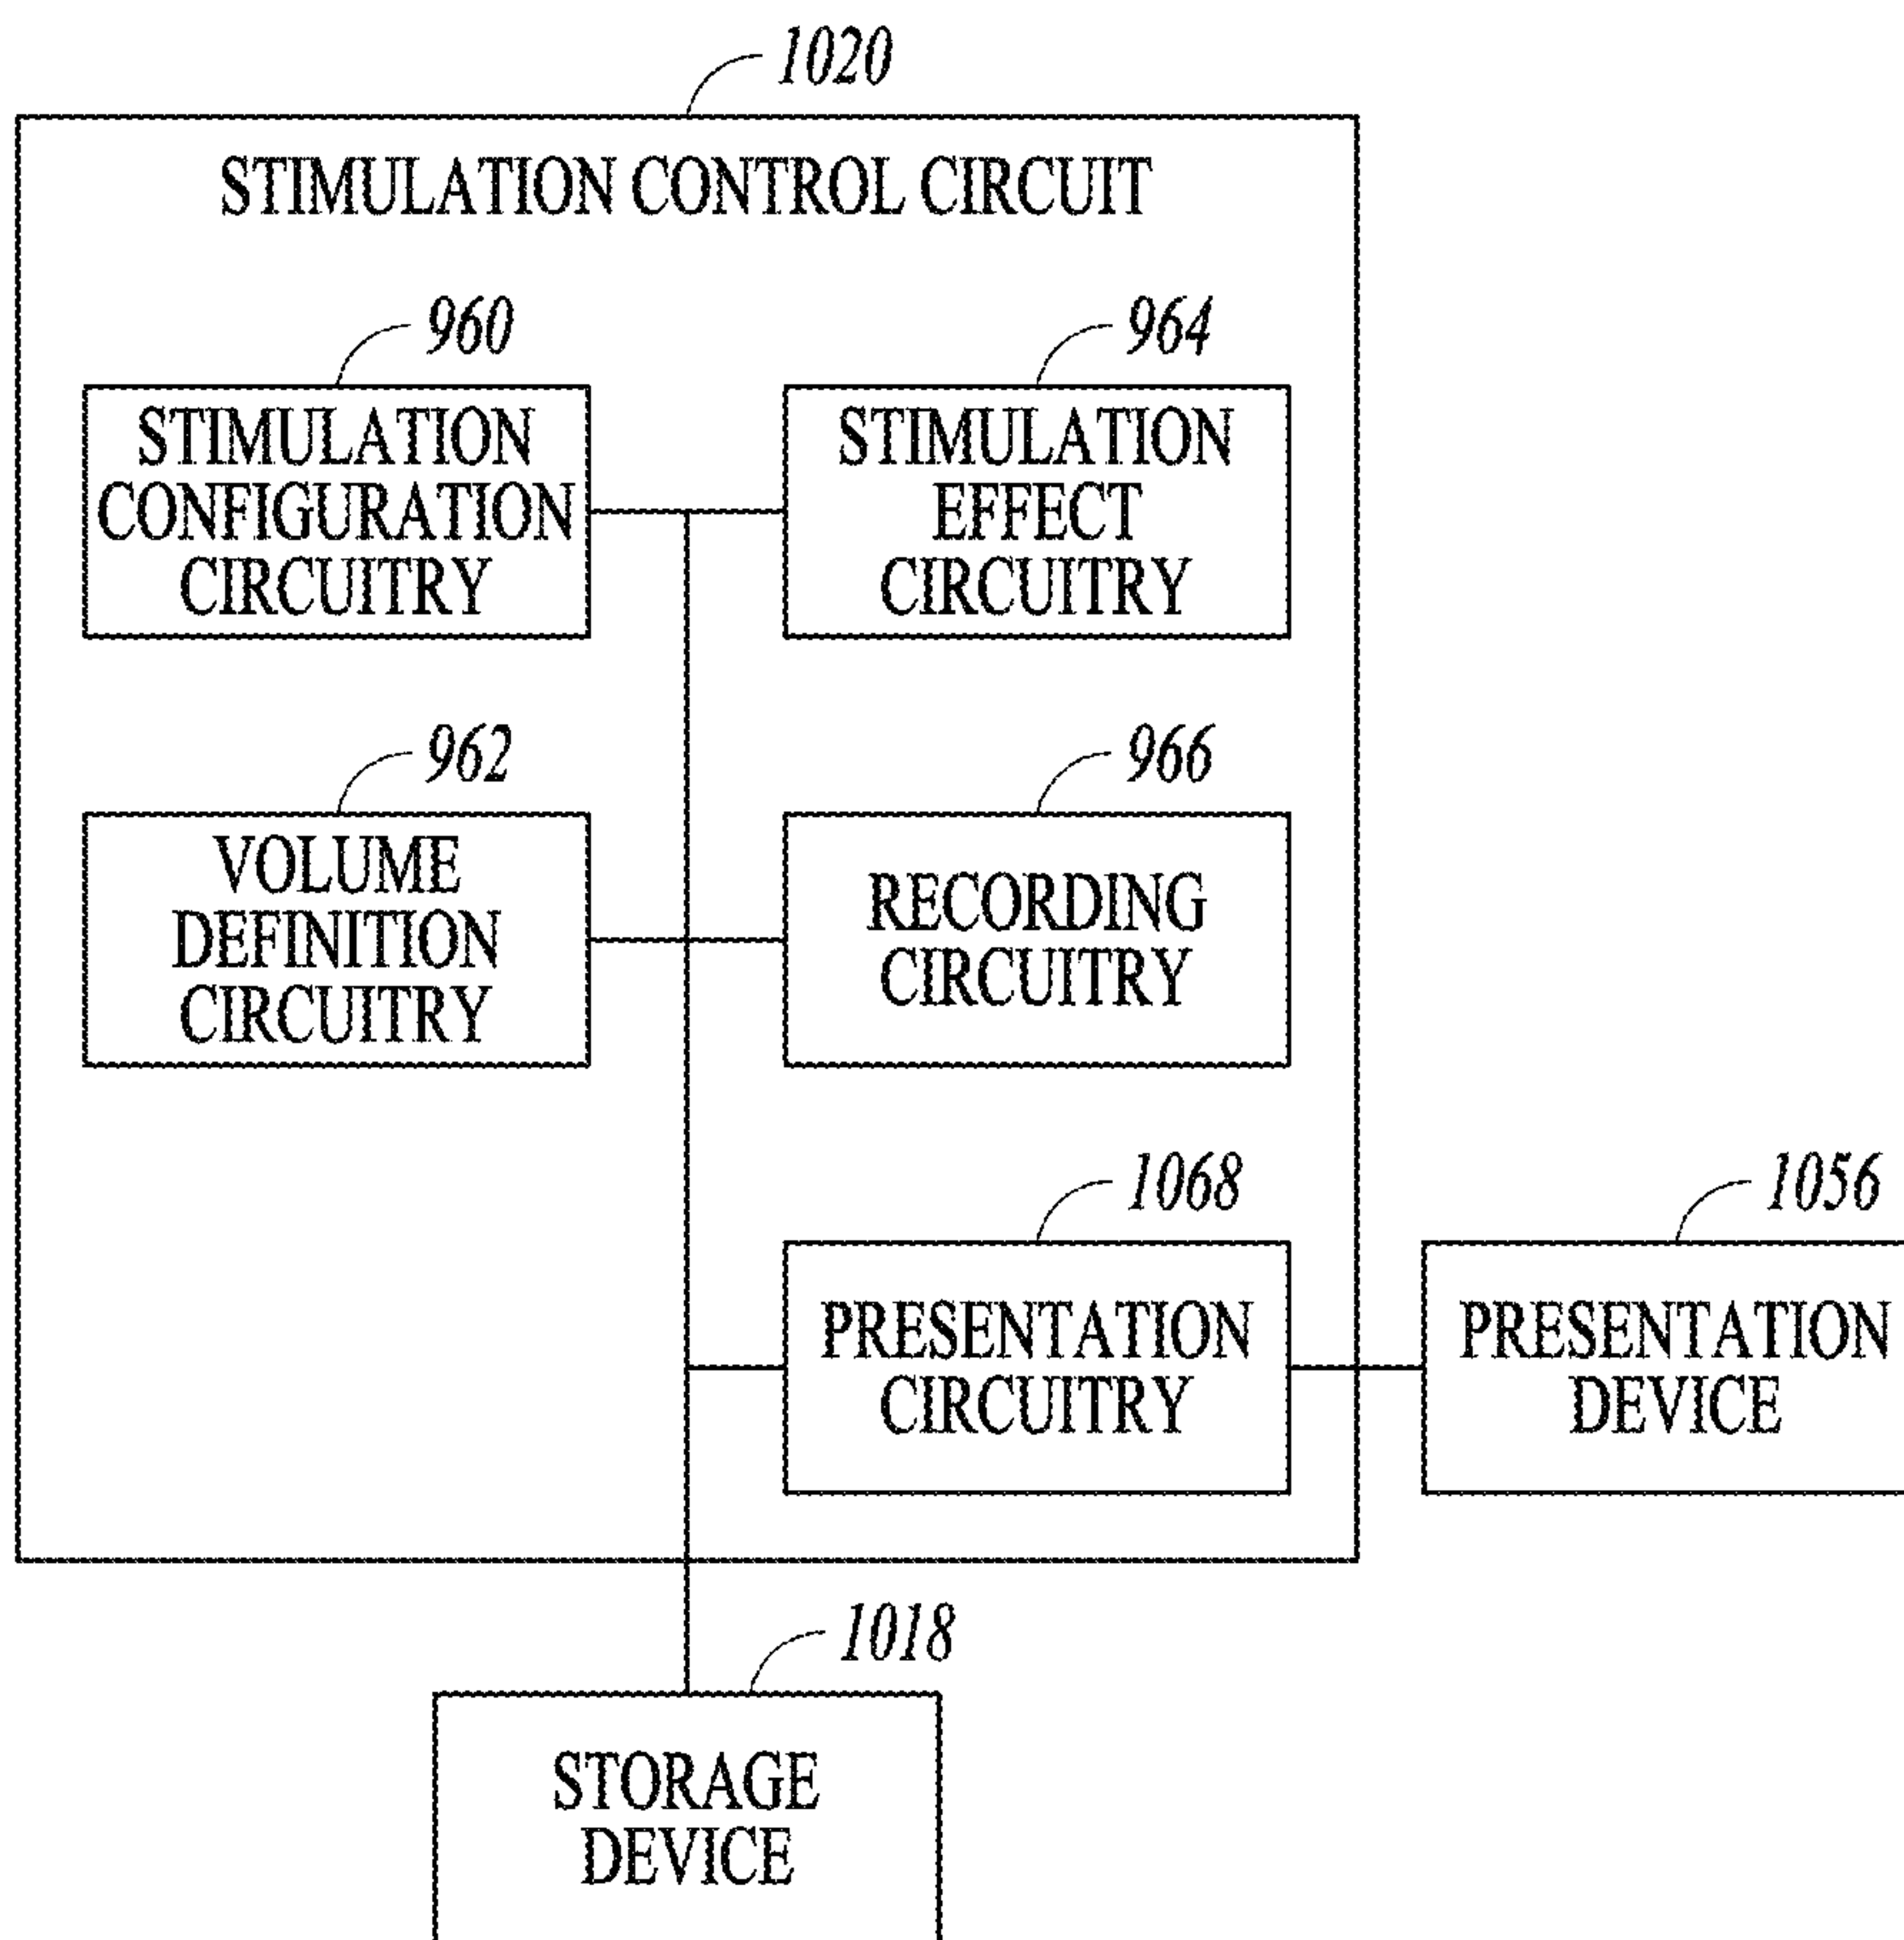 1020
STIMULATION CONTROL CIRCUIT
960
STIMULATION
CONFIGURATION
CIRCUITRY
964
STIMULATION
EFFECT
CIRCUITRY
962
VOLUME
DEFINITION
CIRCUITRY
966
RECORDING
CIRCUITRY
1068
PRESENTATION
CIRCUITRY
1056
PRESENTATION
DEVICE
1018
STORAGE
DEVICE